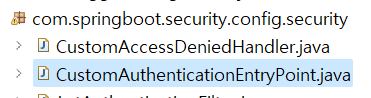 com.springboot.security.config.security
CustomAccessDeniedHandler.java
CustomAuthenticationEntryPoint.java